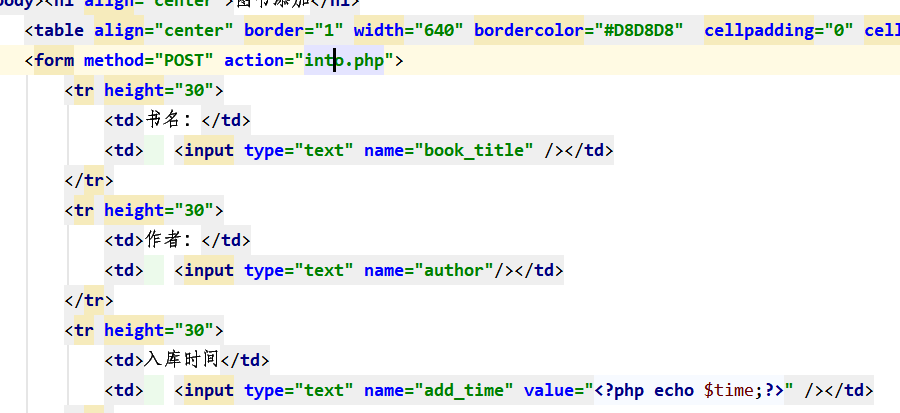 body><h1 align="center">图书添加</h1>
<table align="center" border="1" width="640" bordercolor="#D8D8D8" cellpadding="0" cell
<form method="POST" action="into.php">
<tr height="30">
<td>书名：</td>
<td> <input type="text" name="book_title" /></td>
</tr>
<tr height="30">
<td>作者：</td>
<td> <input type="text" name="author"/></td>
</tr>
<tr height="30">
<td>入库时间</td>
<td> <input type="text" name="add_time" value="<?php echo $time;?>" /></td>